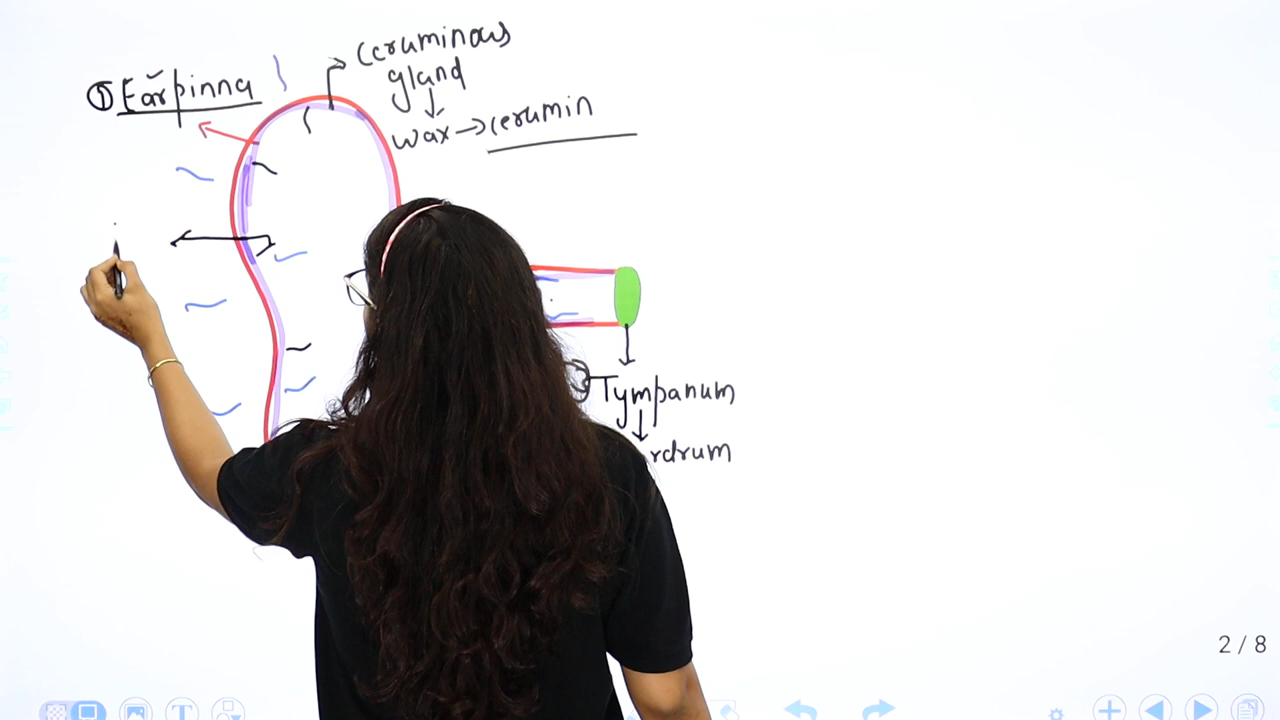 ① Earpinna
Ceruminous
gland
wax → cerumin
Tympanum
rdrum
2 / 8